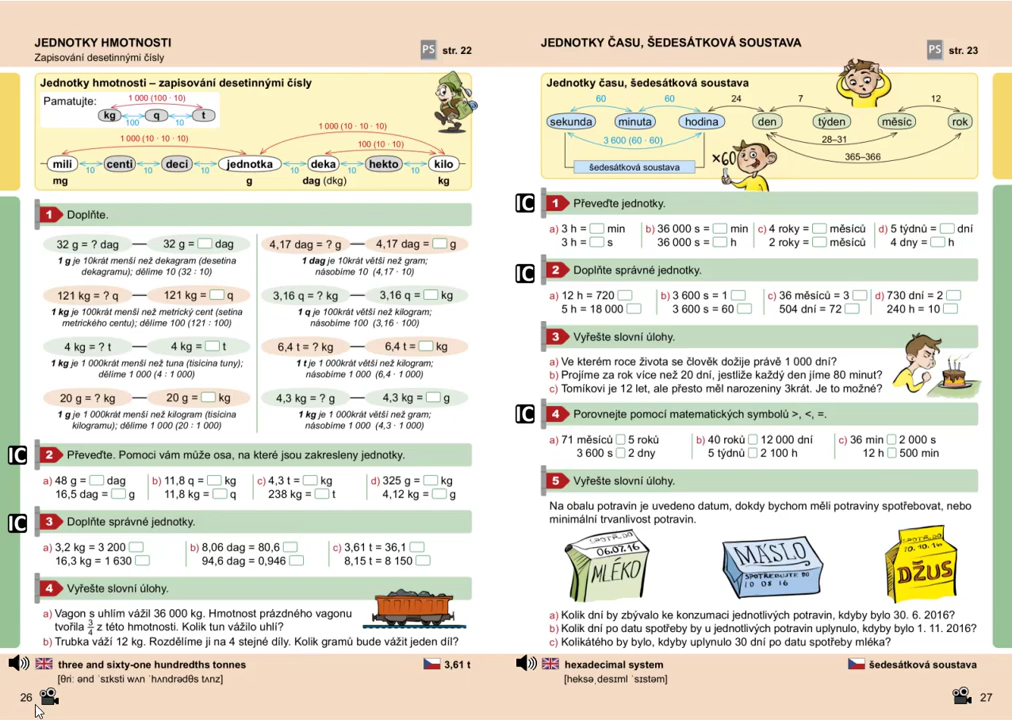 JEDNOTKY HMOTNOSTI
Zapisování desetinnými čísly
PS str. 22
Jednotky hmotnosti – zapisování desetinnými čísly
Pamatujte:
1 000 (100 · 10)
kg q t
100 10
1 000 (10 · 10 · 10)
1 000 (10 · 10 · 10)
100 (10 · 10)
mili 10 centi 10 deci 10 jednotka 10 deka 10 hekto 10 kilo
mg g dag (dkg) kg
1 Doplňte.
32 g = ? dag — 32 g = □ dag
1 g je 10krát menší než dekagram (desetina
dekagramu); dělíme 10 (32 : 10)
121 kg = ? q — 121 kg = □ q
1 kg je 100krát menší než metrický cent (setina
metrického centu); dělíme 100 (121 : 100)
4 kg = ? t — 4 kg = □ t
1 kg je 1 000krát menší než tuna (tisícina tuny);
dělíme 1 000 (4 : 1 000)
20 g = ? kg — 20 g = □ kg
1 g je 1 000krát menší než kilogram (tisícina
kilogramu); dělíme 1 000 (20 : 1 000)
4,17 dag = ? g — 4,17 dag = □ g
1 dag je 10krát větší než gram;
násobíme 10 (4,17 · 10)
3,16 q = ? kg — 3,16 q = □ kg
1 q je 100krát větší než kilogram;
násobíme 100 (3,16 · 100)
6,4 t = ? kg — 6,4 t = □ kg
1 t je 1 000krát větší než kilogram;
násobíme 1 000 (6,4 · 1 000)
4,3 kg = ? g — 4,3 kg = □ g
1 kg je 1 000krát větší než gram;
násobíme 1 000 (4,3 · 1 000)
IC 2 Převeďte. Pomoci vám může osa, na které jsou zakresleny jednotky.
a) 48 g = □ dag b) 11,8 q = □ kg c) 4,3 t = □ kg d) 325 g = □ kg
16,5 dag = □ g 11,8 kg = □ q 238 kg = □ t 4,12 kg = □ g
IC 3 Doplňte správné jednotky.
a) 3,2 kg = 3 200 □ b) 8,06 dag = 80,6 □ c) 3,61 t = 36,1 □
16,3 kg = 1 630 □ 94,6 dag = 0,946 □ 8,15 t = 8 150 □
4 Vyřešte slovní úlohy.
a) Vagon s uhlím vážil 36 000 kg. Hmotnost prázdného vagonu
tvořila 3/4 z této hmotnosti. Kolik tun vážilo uhlí?
b) Trubka váží 12 kg. Rozdělíme ji na 4 stejné díly. Kolik gramů bude vážit jeden díl?
three and sixty-one hundredths tonnes 3,61 t
[θriː ənd ˈsɪksti wʌn ˈhʌndrədθs tʌnz]
26
JEDNOTKY ČASU, ŠEDESÁTKOVÁ SOUSTAVA
PS str. 23
Jednotky času, šedesátková soustava
60 60 24 7 12
sekunda minuta hodina den týden měsíc rok
3 600 (60 · 60) 28–31
365–366
šedesátková soustava
×60
IC 1 Převeďte jednotky.
a) 3 h = □ min b) 36 000 s = □ min c) 4 roky = □ měsíců d) 5 týdnů = □ dní
3 h = □ s 36 000 s = □ h 2 roky = □ měsíců 4 dny = □ h
IC 2 Doplňte správné jednotky.
a) 12 h = 720 □ b) 3 600 s = 1 □ c) 36 měsíců = 3 □ d) 730 dní = 2 □
5 h = 18 000 □ 3 600 s = 60 □ 504 dní = 72 □ 240 h = 10 □
3 Vyřešte slovní úlohy.
a) Ve kterém roce života se člověk dožije právě 1 000 dní?
b) Projíme za rok více než 20 dní, jestliže každý den jíme 80 minut?
c) Tomíkovi je 12 let, ale přesto měl narozeniny 3krát. Je to možné?
IC 4 Porovnejte pomocí matematických symbolů >, <, =.
a) 71 měsíců □ 5 roků b) 40 roků □ 12 000 dní c) 36 min □ 2 000 s
3 600 s □ 2 dny 5 týdnů □ 2 100 h 12 h □ 500 min
5 Vyřešte slovní úlohy.
Na obalu potravin je uvedeno datum, dokdy bychom měli potraviny spotřebovat, nebo
minimální trvanlivost potravin.
SPOTŘ. DO
06.07.16
MLÉKO
MÁSLO
SPOTŘEBUJTE DO
10 08 16
SPOTŘ. DO
10. 10. 16
DŽUS
a) Kolik dní by zbývalo ke konzumaci jednotlivých potravin, kdyby bylo 30. 6. 2016?
b) Kolik dní po datu spotřeby by u jednotlivých potravin uplynulo, kdyby bylo 1. 11. 2016?
c) Kolikátého by bylo, kdyby uplynulo 30 dní po datu spotřeby mléka?
hexadecimal system šedesátková soustava
[heksəˌdesɪml ˈsɪstəm]
27